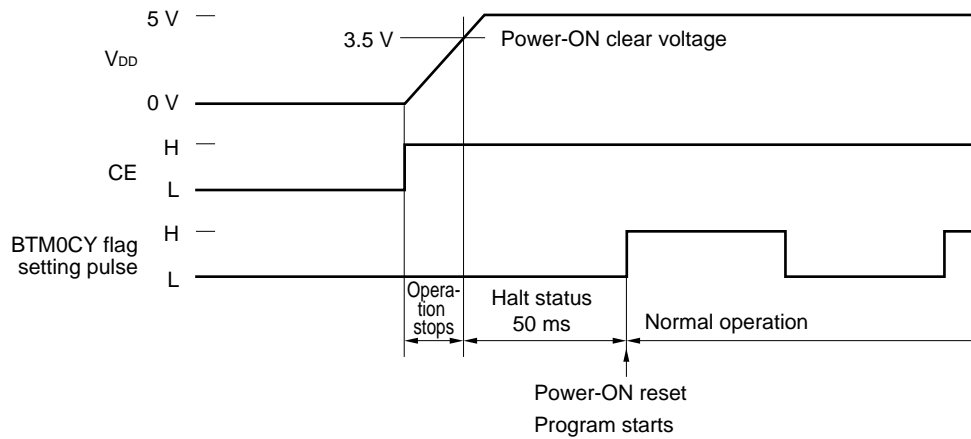 5 V
3.5 V
Power-ON clear voltage
VDD
0 V
H
CE
L
H
BTM0CY flag
setting pulse
L
Opera-
tion
stops
Halt status
50 ms
Normal operation
Power-ON reset
Program starts